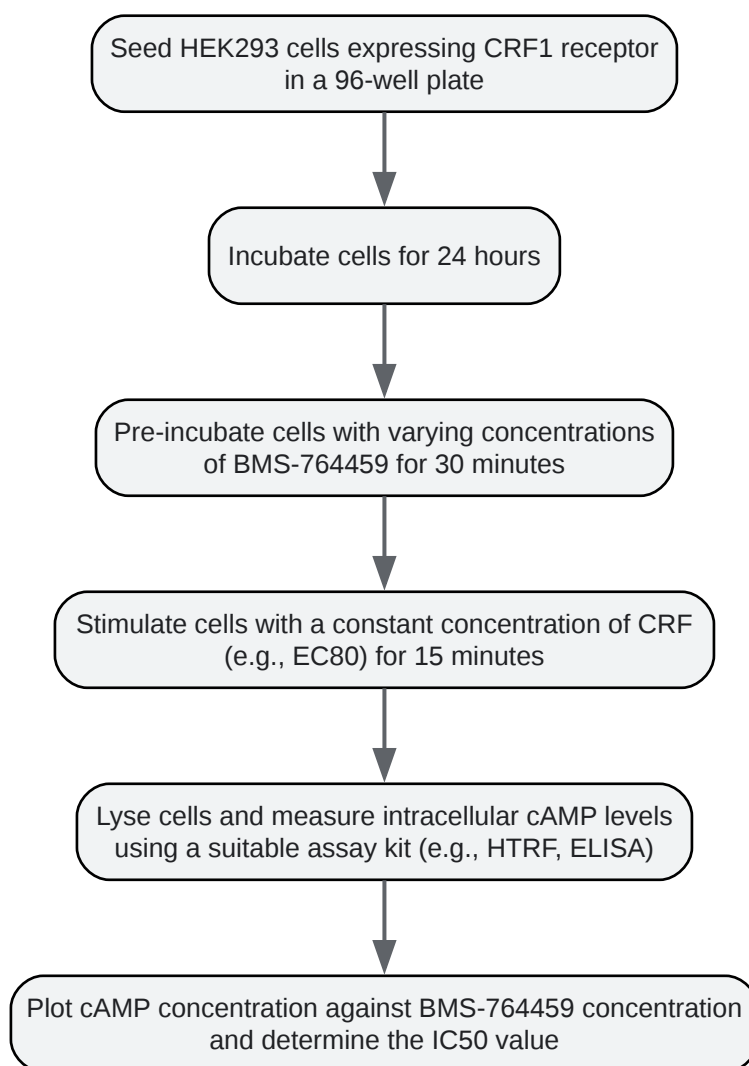 Seed HEK293 cells expressing CRF1 receptor
in a 96-well plate
Incubate cells for 24 hours
Pre-incubate cells with varying concentrations
of BMS-764459 for 30 minutes
Stimulate cells with a constant concentration of CRF
(e.g., EC80) for 15 minutes
Lyse cells and measure intracellular cAMP levels
using a suitable assay kit (e.g., HTRF, ELISA)
Plot cAMP concentration against BMS-764459 concentration
and determine the IC50 value